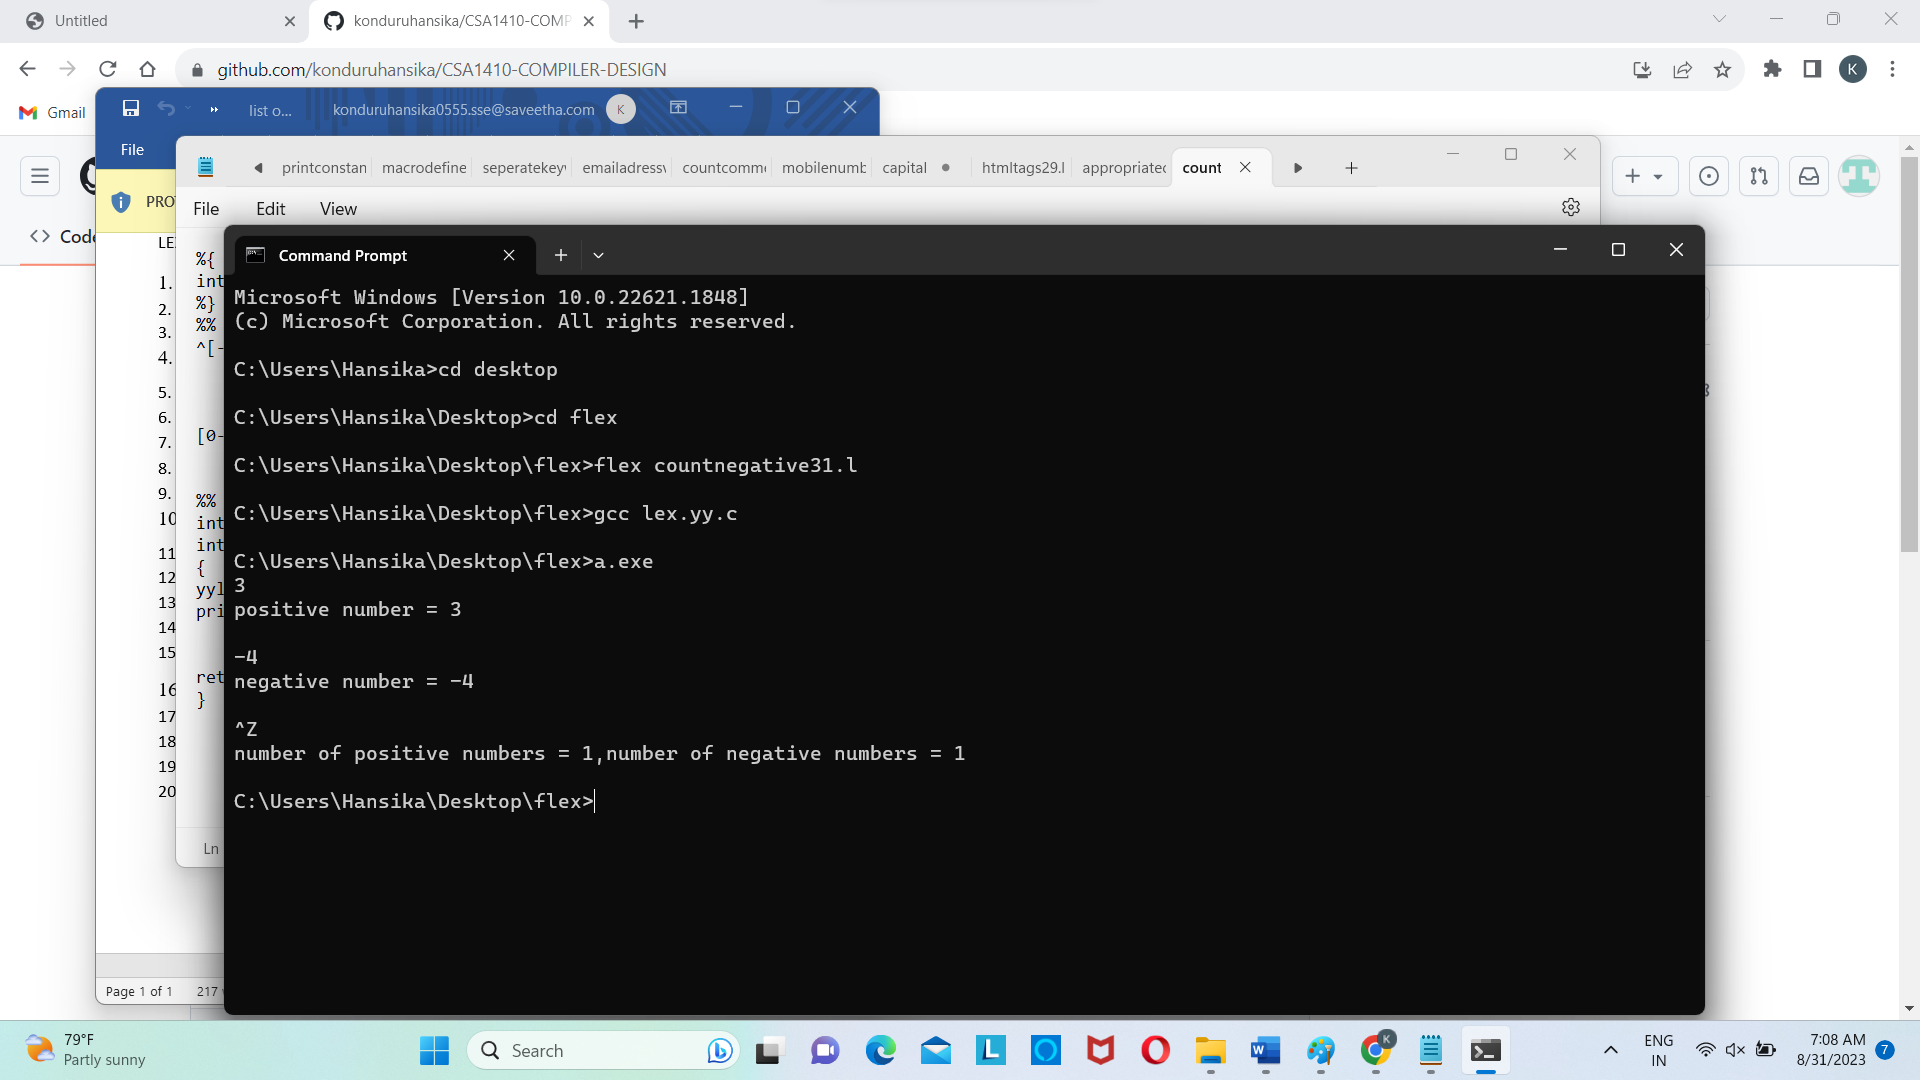 Untitled
konduruhansika/CSA1410-COMP
github.com/konduruhansika/CSA1410-COMPILER-DESIGN
K
Gmail
list o...
konduruhansika0555.sse@saveetha.com
K
File
printconstan
macrodefine
seperatekey
emailadressv
countcomme
mobilenumb
capital
htmltags29.l
appropriatec
count
PRO
File
Edit
View
Code
LE
1.
2.
3.
4.
5.
6.
7.
8.
9.
10
11
12
13
14
15
16
17
18
19
20
%{
int
%}
%%
^[-
[0-
%%
int
int
{
yyl
pri
ret
}
Ln
Page 1 of 1
217
Command Prompt
Microsoft Windows [Version 10.0.22621.1848]
(c) Microsoft Corporation. All rights reserved.
C:\Users\Hansika>cd desktop
C:\Users\Hansika\Desktop>cd flex
C:\Users\Hansika\Desktop\flex>flex countnegative31.l
C:\Users\Hansika\Desktop\flex>gcc lex.yy.c
C:\Users\Hansika\Desktop\flex>a.exe
3
positive number = 3
-4
negative number = -4
^Z
number of positive numbers = 1,number of negative numbers = 1
C:\Users\Hansika\Desktop\flex>
79°F
Partly sunny
Search
L
K
ENG
IN
7:08 AM
8/31/2023
7